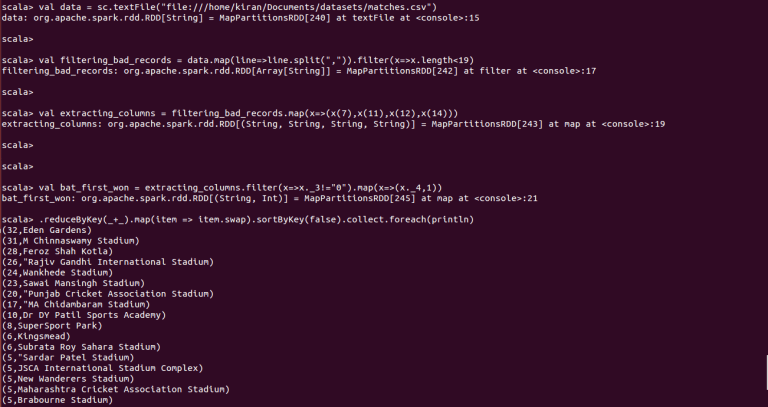 scala> val data = sc.textFile("file:///home/kiran/Documents/datasets/matches.csv")
data: org.apache.spark.rdd.RDD[String] = MapPartitionsRDD[240] at textFile at <console>:15
scala>
scala> val filtering_bad_records = data.map(line=>line.split(",")).filter(x=>x.length<19)
filtering_bad_records: org.apache.spark.rdd.RDD[Array[String]] = MapPartitionsRDD[242] at filter at <console>:17
scala>
scala> val extracting_columns = filtering_bad_records.map(x=>(x(7),x(11),x(12),x(14)))
extracting_columns: org.apache.spark.rdd.RDD[(String, String, String, String)] = MapPartitionsRDD[243] at map at <console>:19
scala>
scala>
scala> val bat_first_won = extracting_columns.filter(x=>x._3!="0").map(x=>(x._4,1))
bat_first_won: org.apache.spark.rdd.RDD[(String, Int)] = MapPartitionsRDD[245] at map at <console>:21
scala> .reduceByKey(_+_).map(item => item.swap).sortByKey(false).collect.foreach(println)
(32,Eden Gardens)
(31,M Chinnaswamy Stadium)
(28,Feroz Shah Kotla)
(26,"Rajiv Gandhi International Stadium)
(24,Wankhede Stadium)
(23,Sawai Mansingh Stadium)
(20,"Punjab Cricket Association Stadium)
(17,"MA Chidambaram Stadium)
(10,Dr DY Patil Sports Academy)
(8,SuperSport Park)
(6,Kingsmead)
(6,Subrata Roy Sahara Stadium)
(5,"Sardar Patel Stadium)
(5,JSCA International Stadium Complex)
(5,New Wanderers Stadium)
(5,Maharashtra Cricket Association Stadium)
(5,Brabourne Stadium)